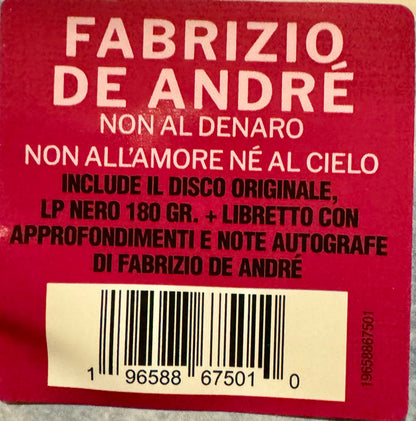 FABRIZIO
DE ANDRÉ
NON AL DENARO
NON ALL'AMORE NÉ AL CIELO
INCLUDE IL DISCO ORIGINALE,
LP NERO 180 GR. + LIBRETTO CON
APPROFONDIMENTI E NOTE AUTOGRAFE
DI FABRIZIO DE ANDRÉ
1 96588 67501 0
19658867501